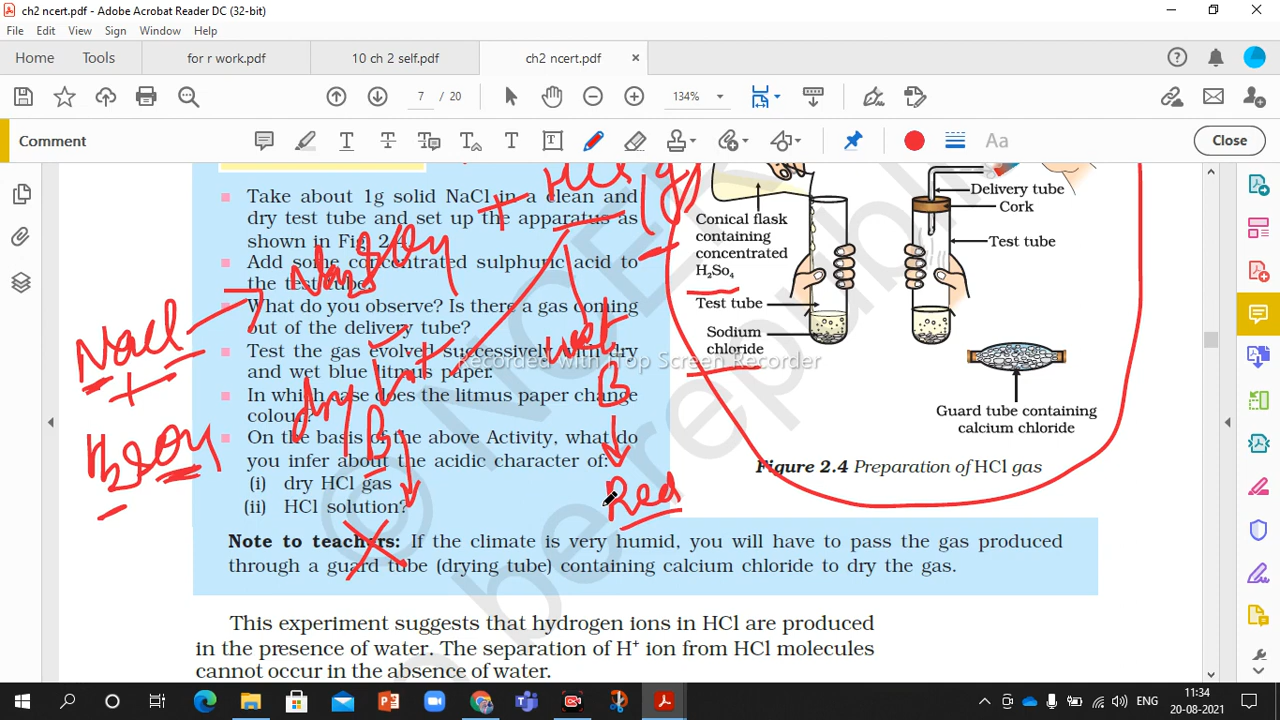 ch2 ncert.pdf - Adobe Acrobat Reader DC (32-bit)
File Edit View Sign Window Help
Home Tools for r work.pdf 10 ch 2 self.pdf ch2 ncert.pdf ×
7 / 20 134%
Comment Aa Close
Take about 1g solid NaCl in a clean and
dry test tube and set up the apparatus as
shown in Fig. 2.4.
Add some concentrated sulphuric acid to
the test tube.
What do you observe? Is there a gas coming
out of the delivery tube?
Test the gas evolved successively with dry
and wet blue litmus paper.
In which case does the litmus paper change
colour?
On the basis of the above Activity, what do
you infer about the acidic character of:
(i) dry HCl gas
(ii) HCl solution?
Note to teachers: If the climate is very humid, you will have to pass the gas produced
through a guard tube (drying tube) containing calcium chloride to dry the gas.
This experiment suggests that hydrogen ions in HCl are produced
in the presence of water. The separation of H+ ion from HCl molecules
cannot occur in the absence of water.
Conical flask
containing
concentrated
H2So4
Test tube
Sodium
chloride
Delivery tube
Cork
Test tube
Guard tube containing
calcium chloride
Figure 2.4 Preparation of HCl gas
© NCERT
be republi
Recorded with iTop Screen Recorder
NaCl
+
H2SO4
Na2SO4
+ HCl (g)
dry
B
wet
B
Red
ENG
11:34
20-08-2021